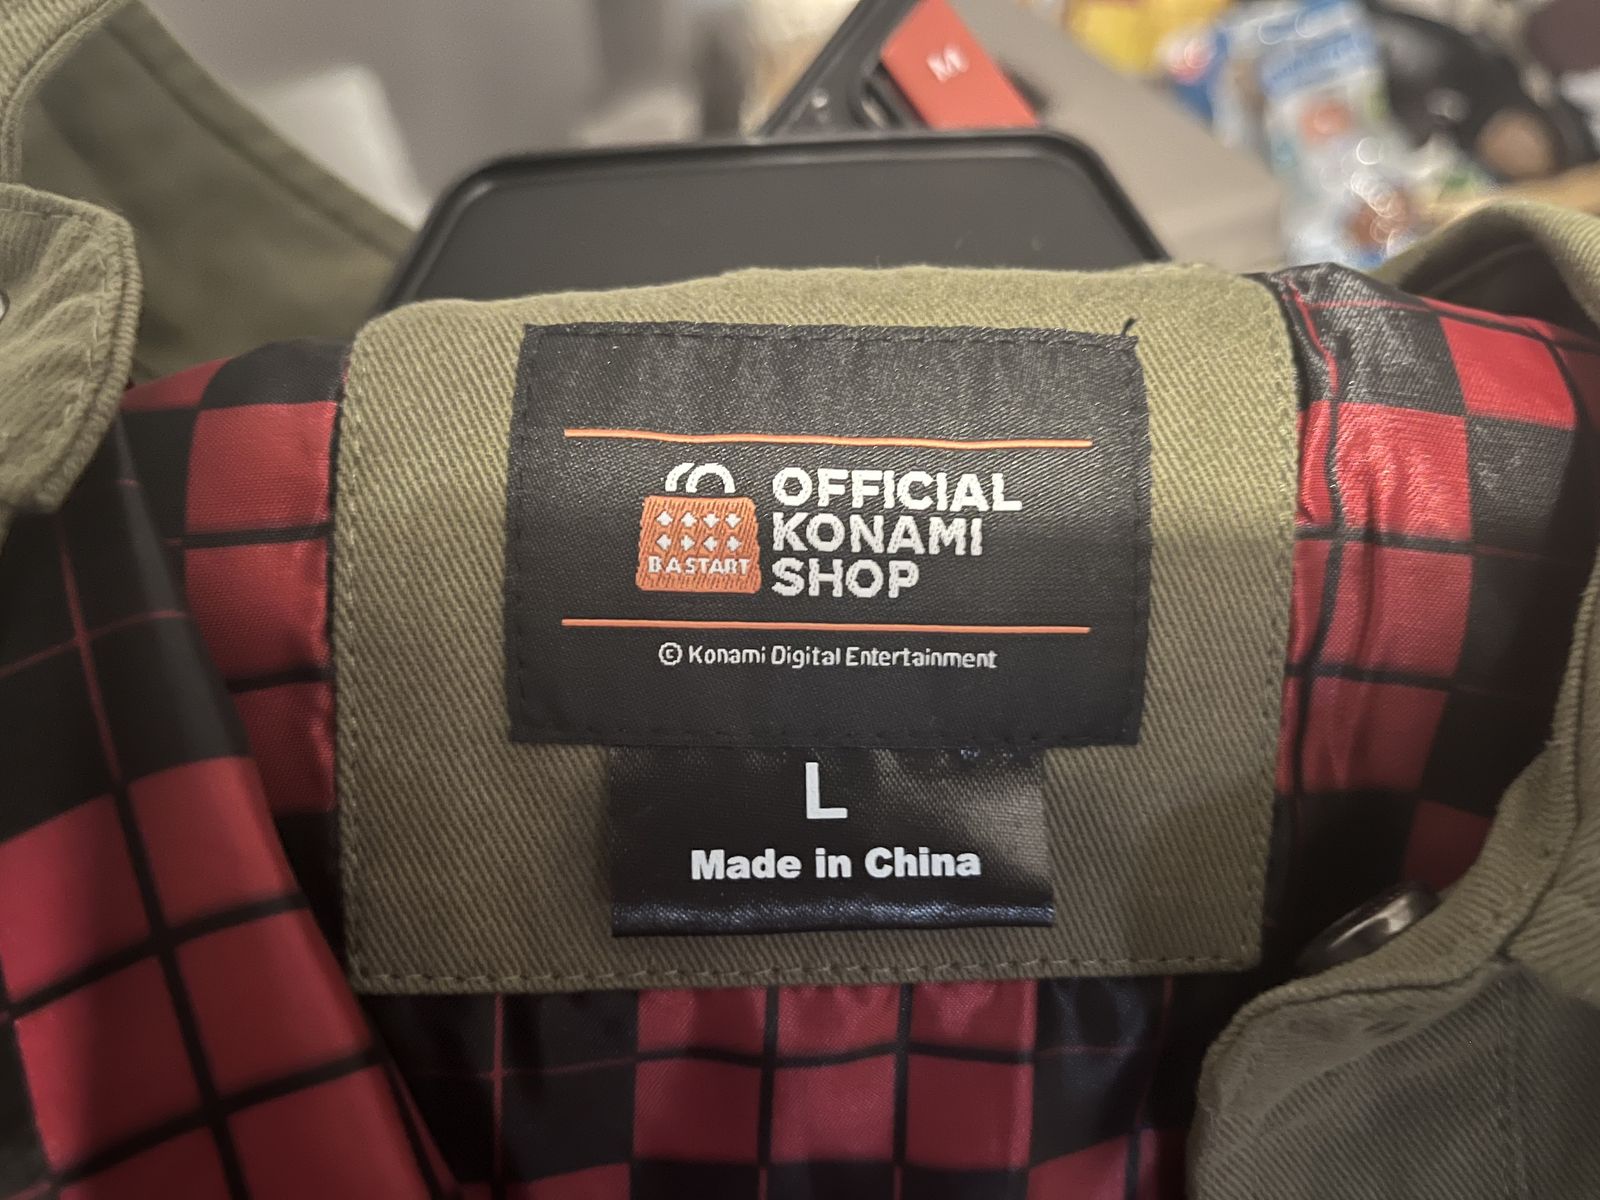 M
OFFICIAL
KONAMI
SHOP
B A START
© Konami Digital Entertainment
L
Made in China